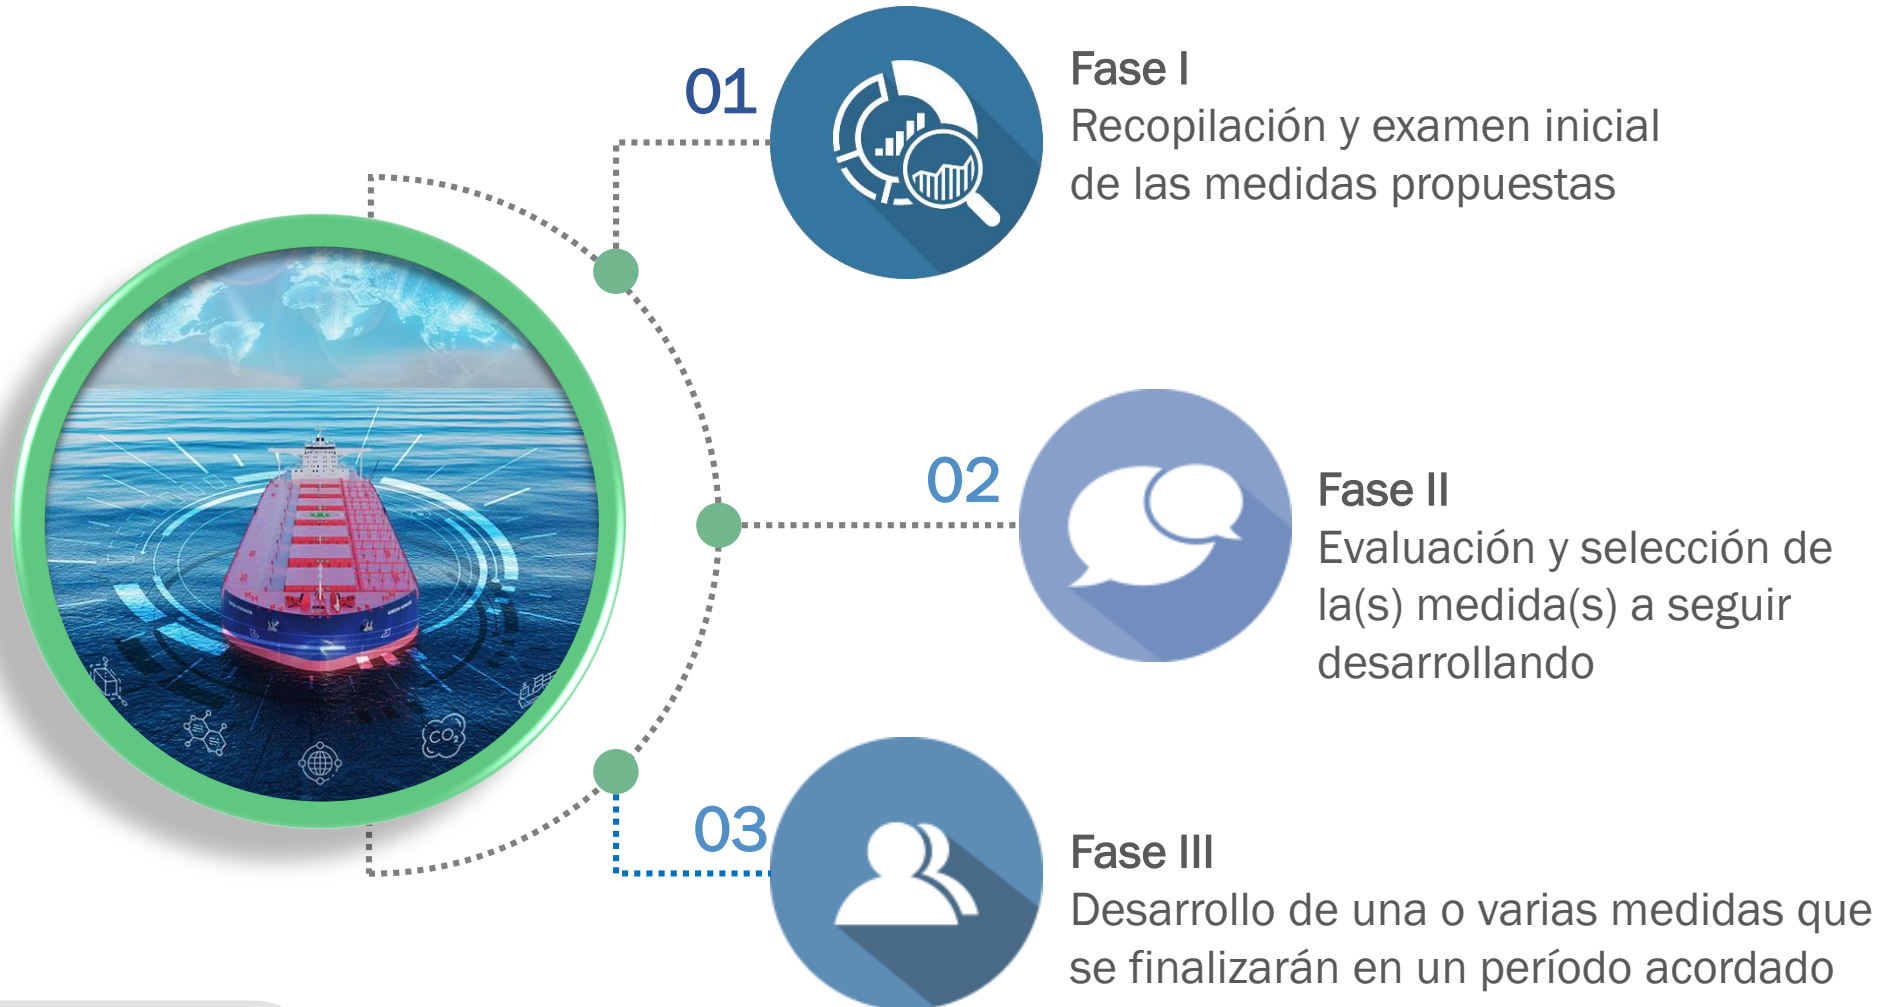 01
Fase I
Recopilación y examen inicial
de las medidas propuestas
02
Fase II
Evaluación y selección de
la(s) medida(s) a seguir
desarrollando
03
Fase III
Desarrollo de una o varias medidas que
se finalizarán en un período acordado
CO2